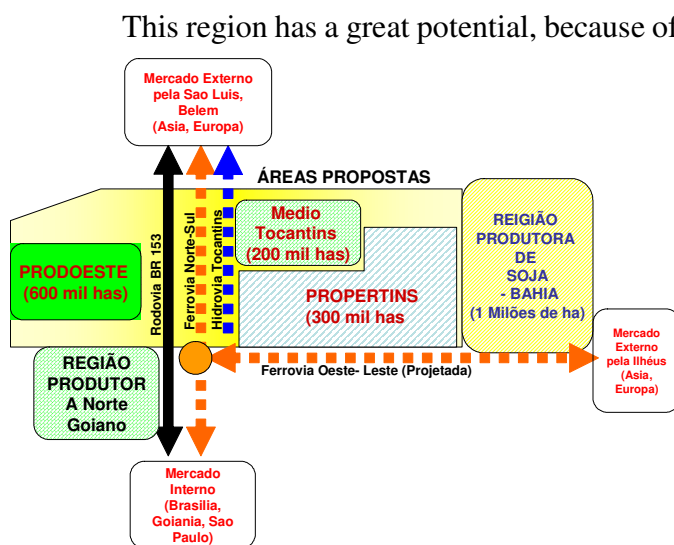 This region has a great potential, because of
Mercado Externo
pela Sao Luis,
Belem
(Asia, Europa)
ÁREAS PROPOSTAS
Medio
Tocantins
(200 mil has)
REIGIÃO
PRODUTORA
DE
SOJA
- BAHIA
(1 Milões de ha)
PRODOESTE
(600 mil has)
Rodovia BR 153
Ferrovia Norte-Sul
Hidrovia Tocantins
PROPERTINS
(300 mil has
Mercado
Externo
pela Ilhéus
(Asia,
Europa)
REGIÃO
PRODUTOR
A Norte
Goiano
Ferrovia Oeste- Leste (Projetada)
Mercado
Interno
(Brasilia,
Goiania, Sao
Paulo)